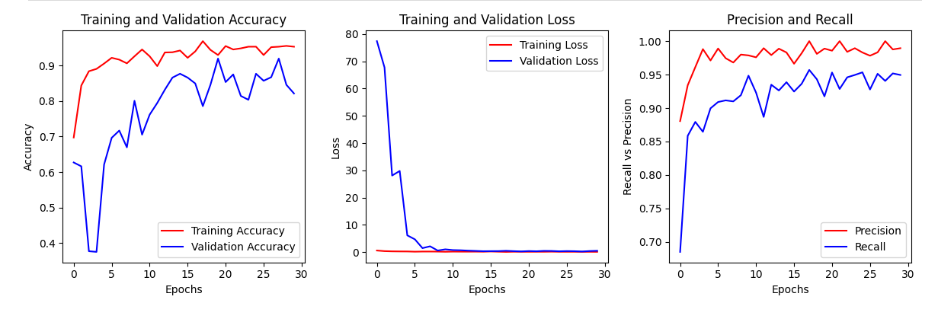 Training and Validation Accuracy
Accuracy
0.9
0.8
0.7
0.6
0.5
0.4
0 5 10 15 20 25 30
Epochs
Training Accuracy
Validation Accuracy
Training and Validation Loss
Loss
80
70
60
50
40
30
20
10
0
0 5 10 15 20 25 30
Epochs
Training Loss
Validation Loss
Precision and Recall
Recall vs Precision
1.00
0.95
0.90
0.85
0.80
0.75
0.70
0 5 10 15 20 25 30
Epochs
Precision
Recall